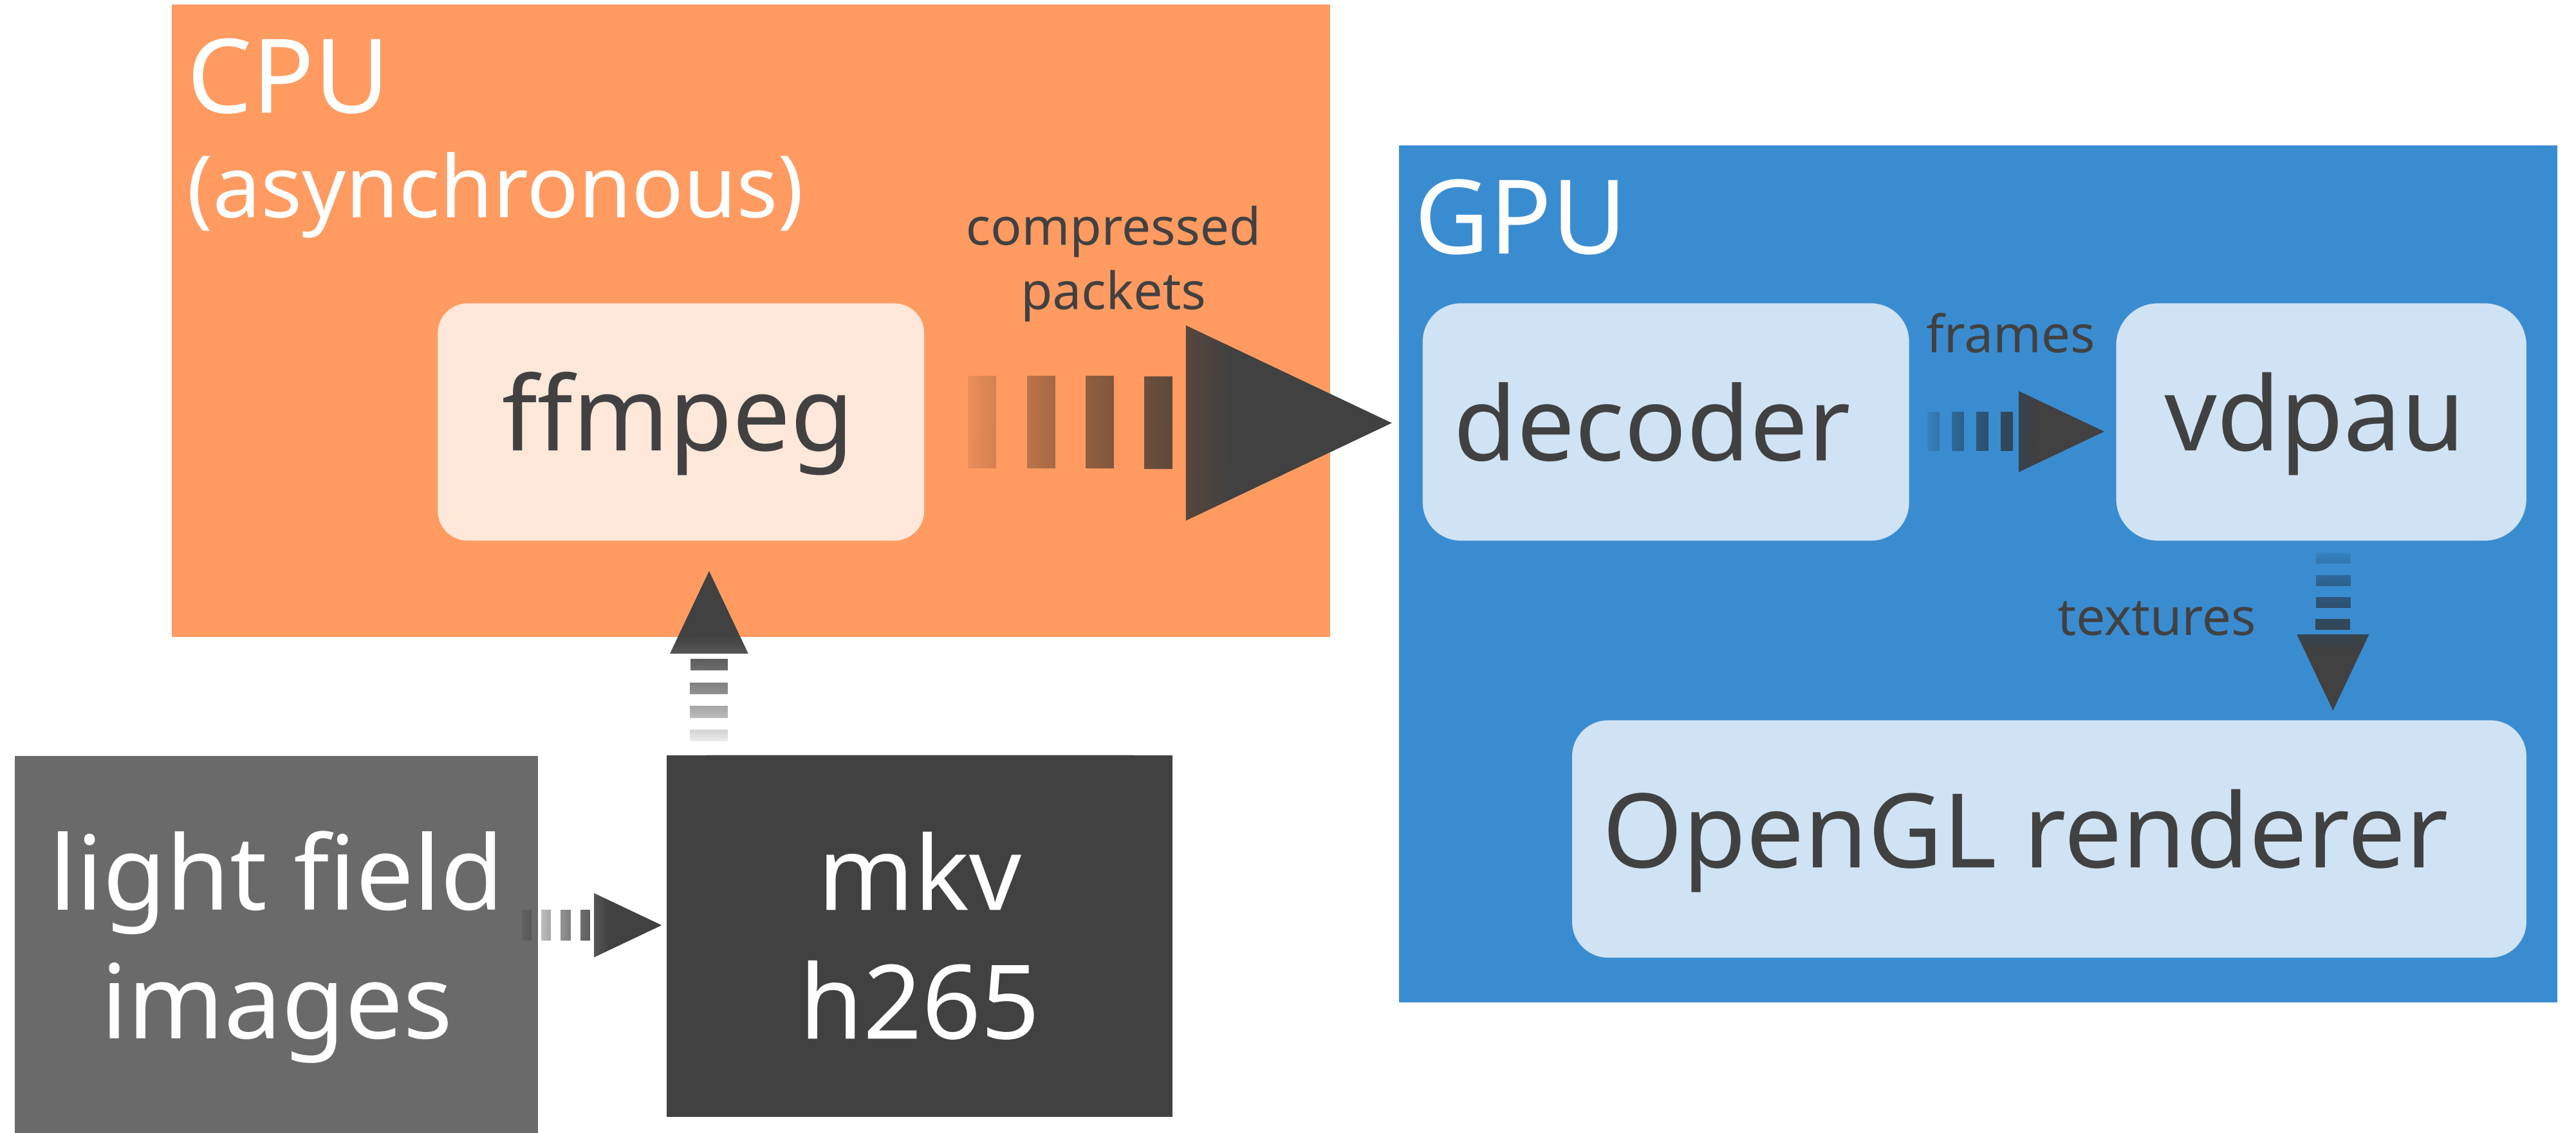 CPU
(asynchronous)
compressed
packets
ffmpeg
GPU
decoder
frames
vdpau
textures
OpenGL renderer
light field
images
mkv
h265